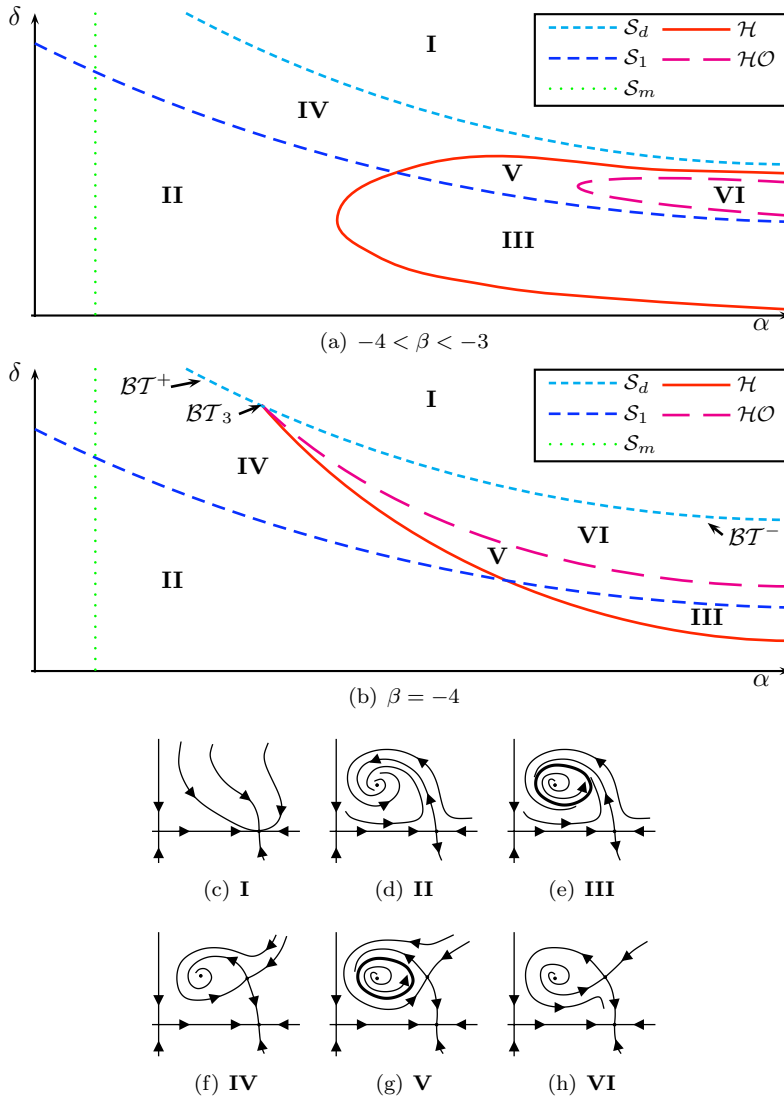 δ
I
IV
II
V
VI
III
α
𝒮_d ℋ
𝒮_1 ℋ𝒪
𝒮_m
(a) −4 < β < −3
δ
ℬ𝒯^+
ℬ𝒯_3
I
IV
II
V
VI
III
ℬ𝒯^−
α
𝒮_d ℋ
𝒮_1 ℋ𝒪
𝒮_m
(b) β = −4
(c) I (d) II (e) III
(f) IV (g) V (h) VI